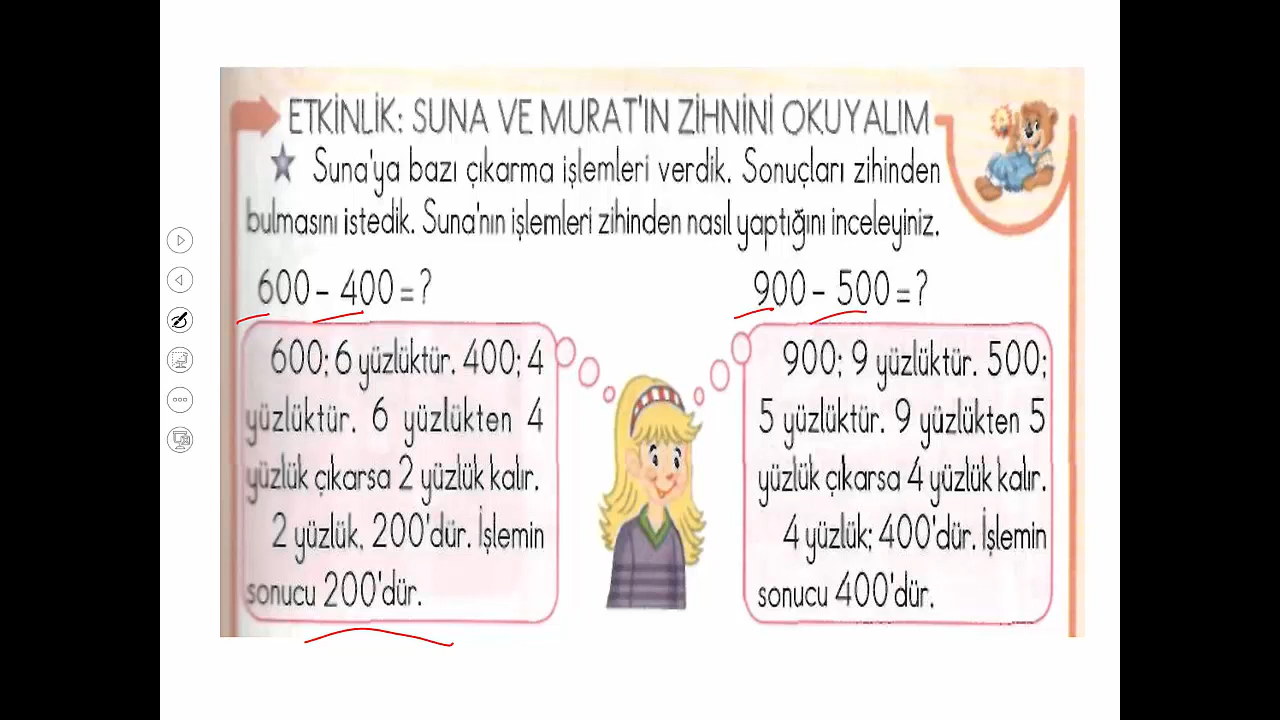 ETKİNLİK: SUNA VE MURAT'IN ZİHNİNİ OKUYALIM
Suna'ya bazı çıkarma işlemleri verdik. Sonuçları zihinden
bulmasını istedik. Suna'nın işlemleri zihinden nasıl yaptığını inceleyiniz.
600 - 400 = ?
600; 6 yüzlüktür. 400; 4
yüzlüktür. 6 yüzlükten 4
yüzlük çıkarsa 2 yüzlük kalır.
2 yüzlük, 200'dür. İşlemin
sonucu 200'dür.
900 - 500 = ?
900; 9 yüzlüktür. 500;
5 yüzlüktür. 9 yüzlükten 5
yüzlük çıkarsa 4 yüzlük kalır.
4 yüzlük; 400'dür. İşlemin
sonucu 400'dür.